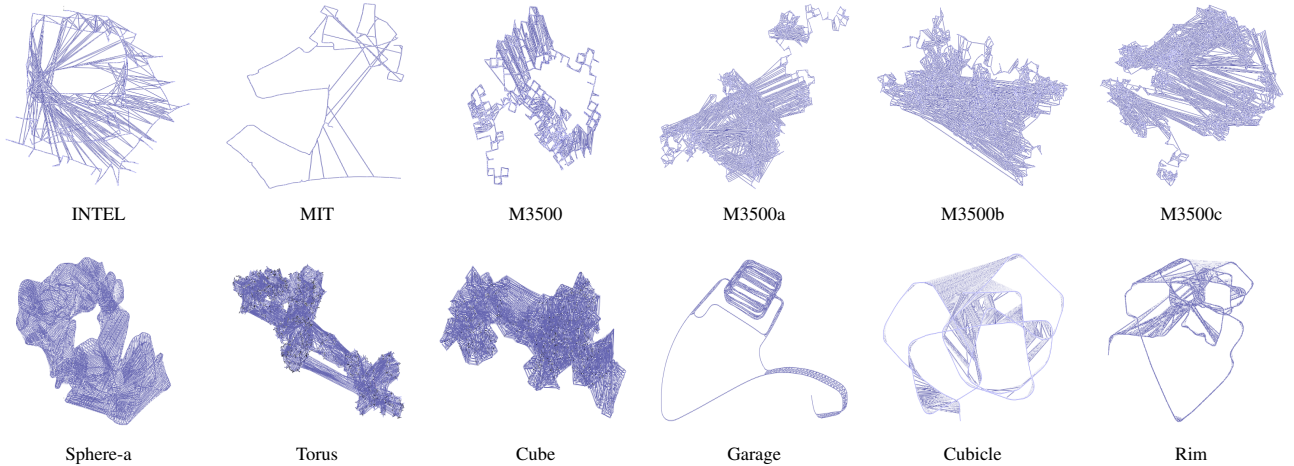 INTEL MIT M3500 M3500a M3500b M3500c
Sphere-a Torus Cube Garage Cubicle Rim